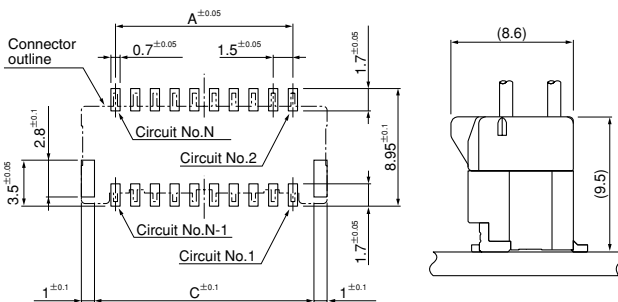 A±0.05
Connector
outline
0.7±0.05
1.5±0.05
1.7±0.05
(8.6)
Circuit No.N
Circuit No.2
2.8±0.1
3.5±0.05
8.95±0.1
(9.5)
Circuit No.N-1
Circuit No.1
1.7±0.05
1±0.1
C±0.1
1±0.1